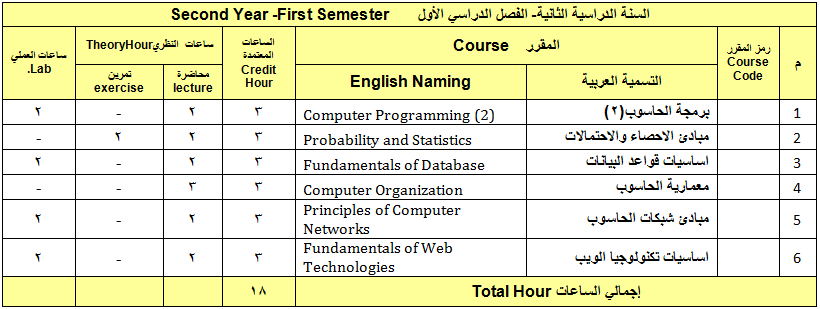 السنة الدراسية الثانية- الفصل الدراسي الأول Second Year -First Semester
م
رمز المقرر
Course
Code
المقرر Course
الساعات
المعتمدة
Credit
Hour
ساعات النظري TheoryHour
ساعات العملي
Lab.
التسمية العربية
English Naming
محاضرة
lecture
تمرين
exercise
1 برمجة الحاسوب(٢) Computer Programming (2) ٣ ٢ - ٢
2 مبادئ الاحصاء والاحتمالات Probability and Statistics ٣ ٢ ٢ -
3 اساسيات قواعد البيانات Fundamentals of Database ٣ ٢ - ٢
4 معمارية الحاسوب Computer Organization ٣ ٣ - -
5 مبادئ شبكات الحاسوب Principles of Computer
Networks ٣ ٢ - ٢
6 اساسيات تكنولوجيا الويب Fundamentals of Web
Technologies ٣ ٢ - ٢
إجمالي الساعات Total Hour ١٨